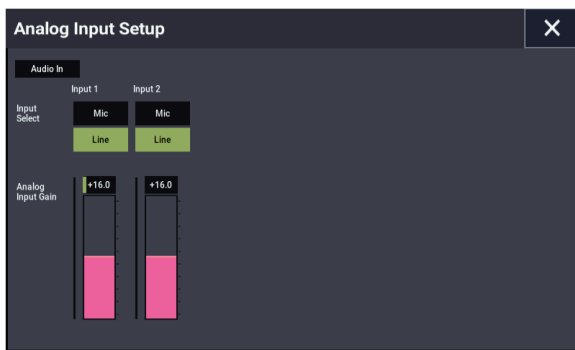 Analog Input Setup
Audio In
Input 1
Input 2
Input
Select
Mic
Mic
Line
Line
Analog
Input Gain
+16.0
+16.0